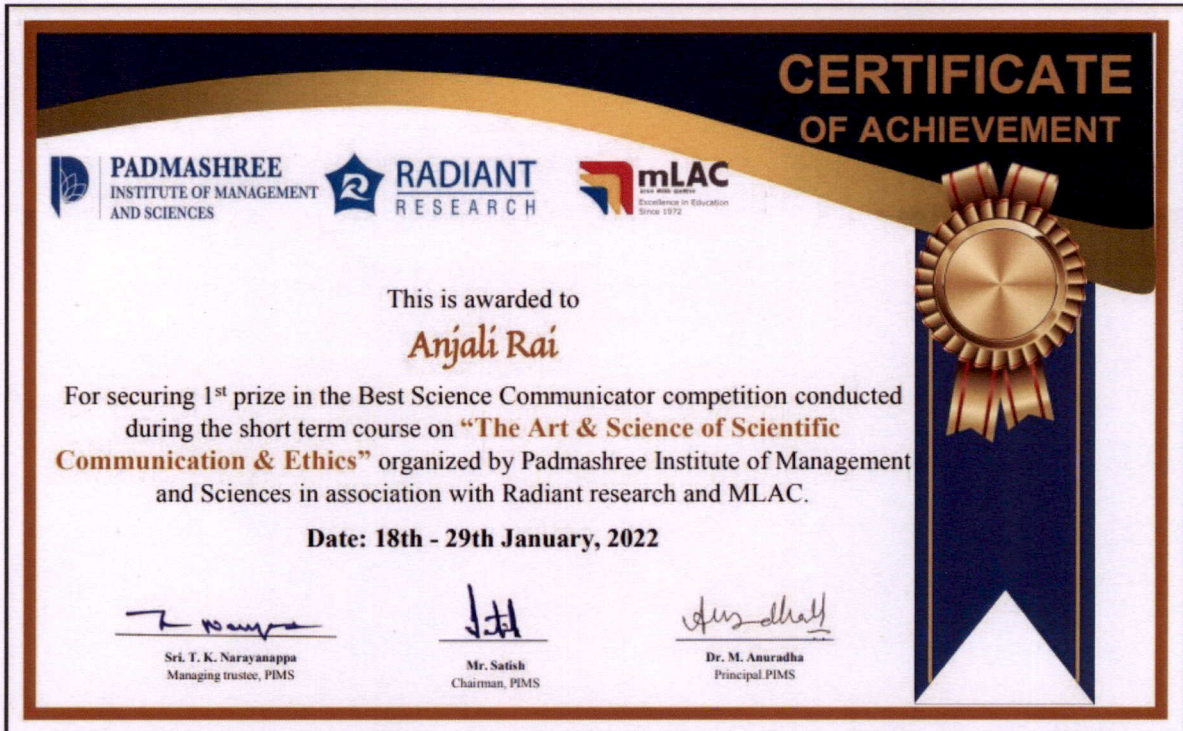 CERTIFICATE
OF ACHIEVEMENT
PADMASHREE
INSTITUTE OF MANAGEMENT
AND SCIENCES
RADIANT
RESEARCH
mLAC
Excellence in Education
Since 1972
This is awarded to
Anjali Rai
For securing 1st prize in the Best Science Communicator competition conducted
during the short term course on “The Art & Science of Scientific
Communication & Ethics” organized by Padmashree Institute of Management
and Sciences in association with Radiant research and MLAC.
Date: 18th - 29th January, 2022
Sri. T. K. Narayanappa
Managing trustee, PIMS
Mr. Satish
Chairman, PIMS
Dr. M. Anuradha
Principal.PIMS